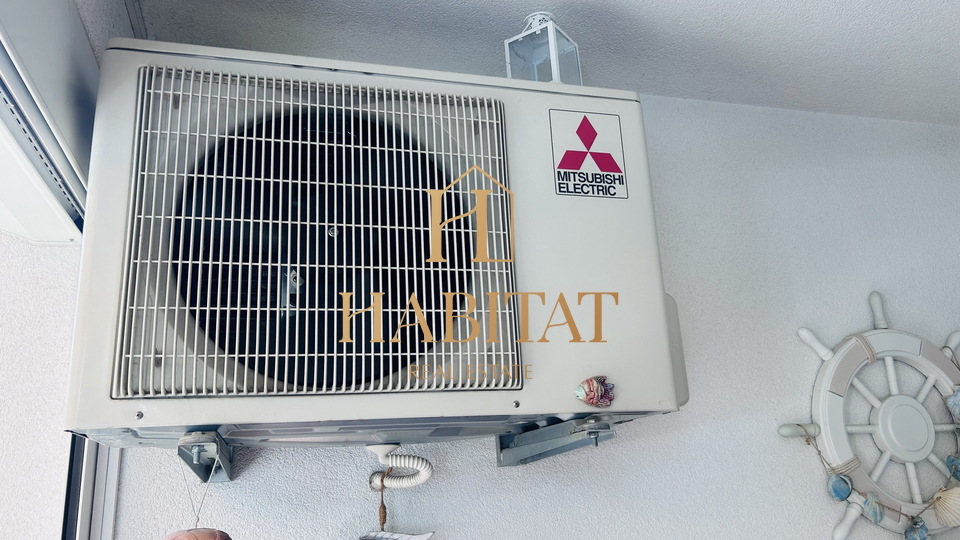 MITSUBISHI
ELECTRIC
HABITAT
REAL ESTATE